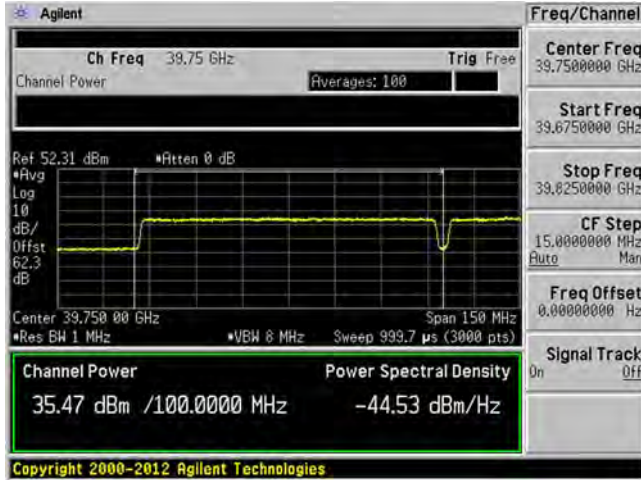 Agilent
Freq/Channel
Ch Freq 39.75 GHz Trig Free
Channel Power Averages: 100
Center Freq
39.7500000 GHz
Start Freq
39.6750000 GHz
Stop Freq
39.8250000 GHz
CF Step
15.0000000 MHz
Auto Man
Freq Offset
0.00000000 Hz
Signal Track
On Off
Ref 52.31 dBm *Atten 0 dB
*Avg
Log
10
dB/
Offst
62.3
dB
Center 39.750 00 GHz Span 150 MHz
*Res BW 1 MHz *VBW 8 MHz Sweep 999.7 µs (3000 pts)
Channel Power Power Spectral Density
35.47 dBm /100.0000 MHz -44.53 dBm/Hz
Copyright 2000-2012 Agilent Technologies